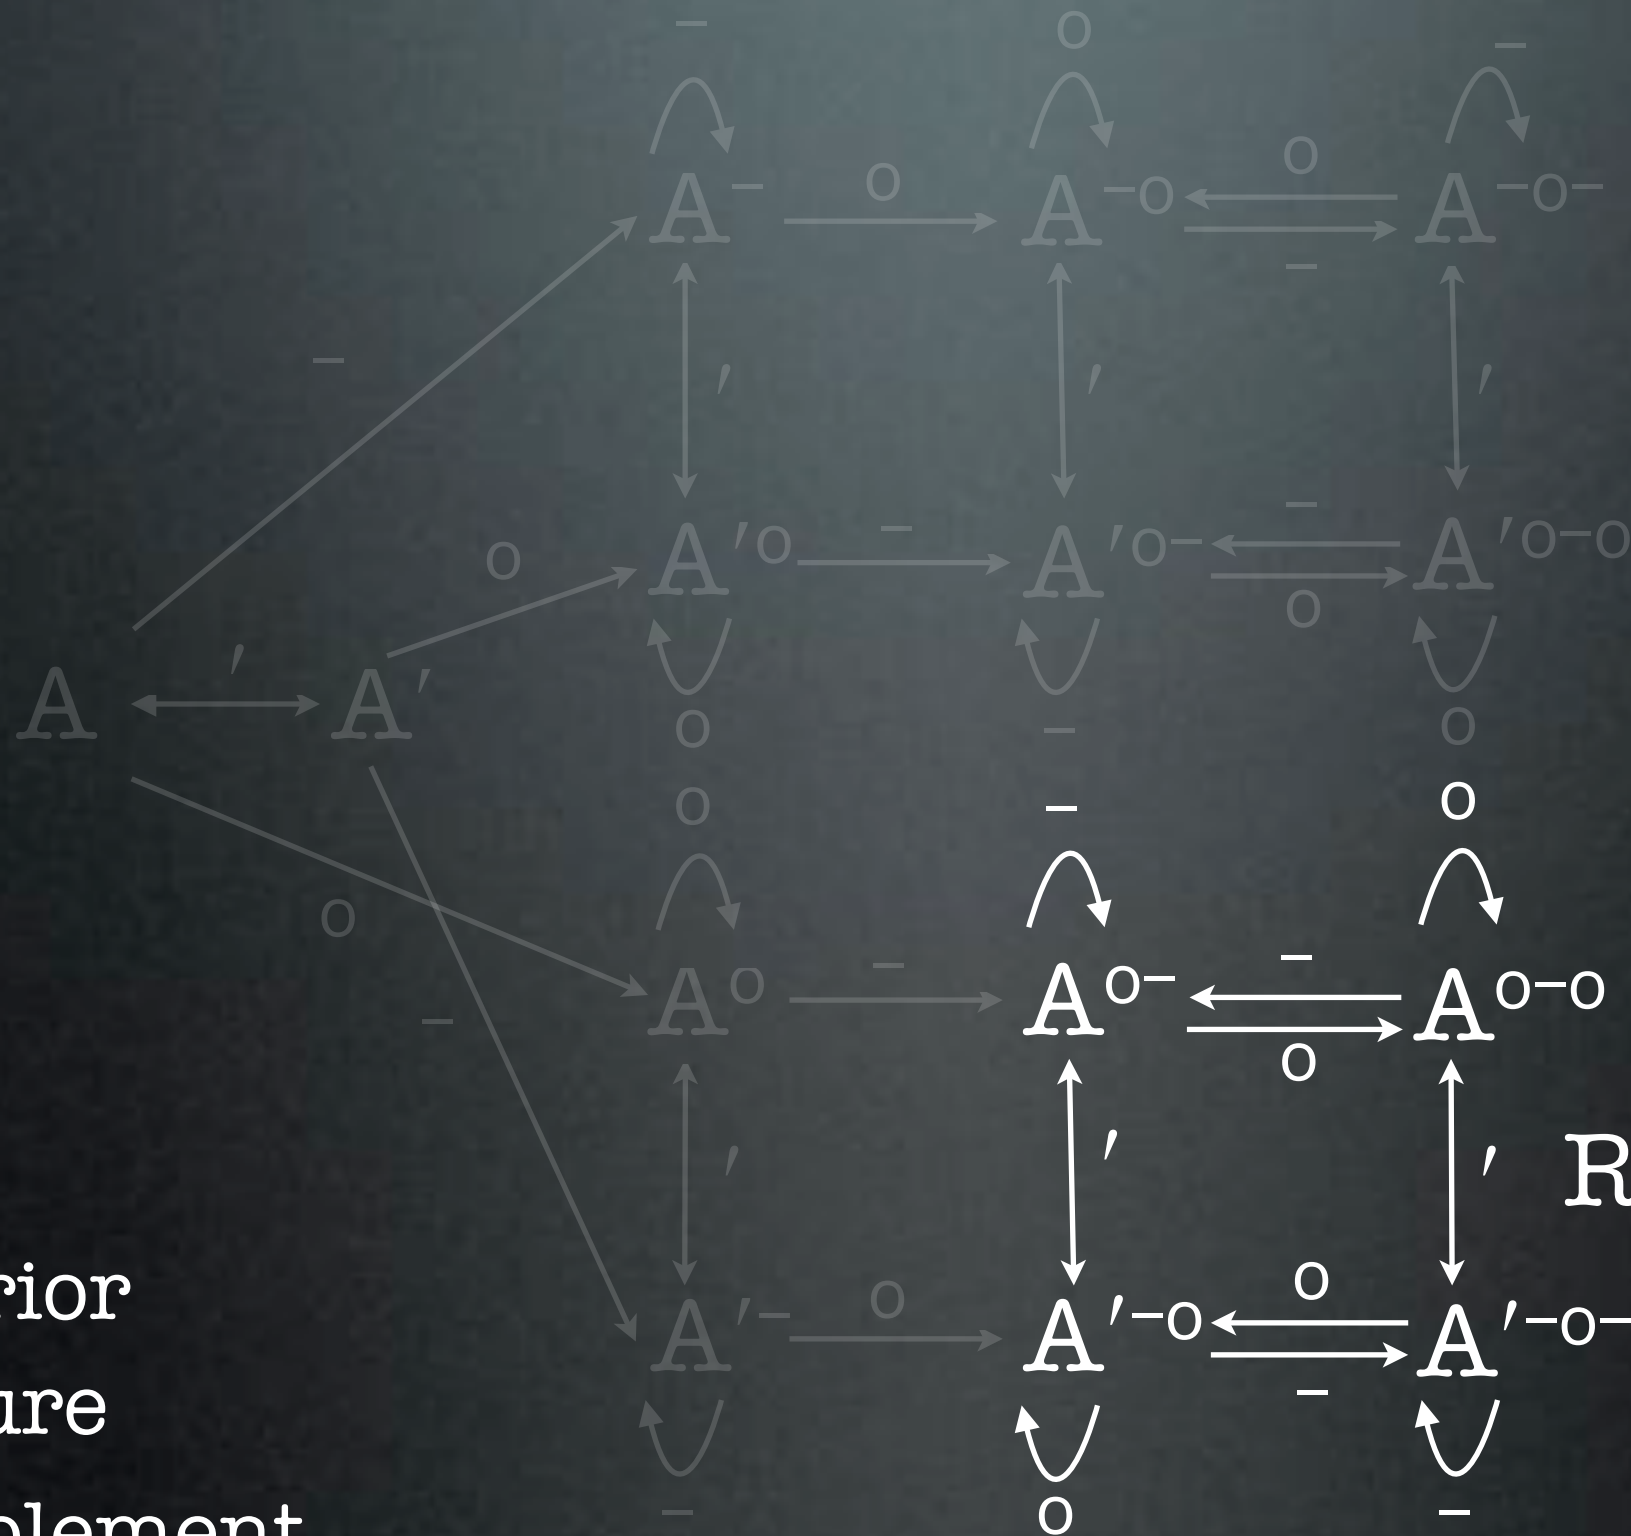 − o −
A⁻ o A⁻ᵒ o A⁻ᵒ⁻
−
− ′ ′ ′
− −
o A′ᵒ A′ᵒ⁻ A′ᵒ⁻ᵒ
o
A ′ A′
o − o
o − o
o − −
Aᵒ Aᵒ⁻ Aᵒ⁻ᵒ
− o
′ ′ ′ R
rior o o
A′⁻ A′⁻ᵒ A′⁻ᵒ⁻
ure −
plement − o −